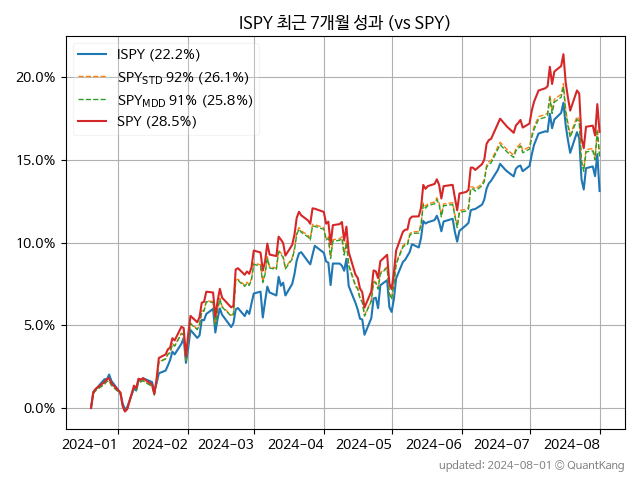 ISPY 최근 7개월 성과 (vs SPY)
ISPY (22.2%)
SPY_STD 92% (26.1%)
SPY_MDD 91% (25.8%)
SPY (28.5%)
20.0%
15.0%
10.0%
5.0%
0.0%
2024-01 2024-02 2024-03 2024-04 2024-05 2024-06 2024-07 2024-08
updated: 2024-08-01 © QuantKang